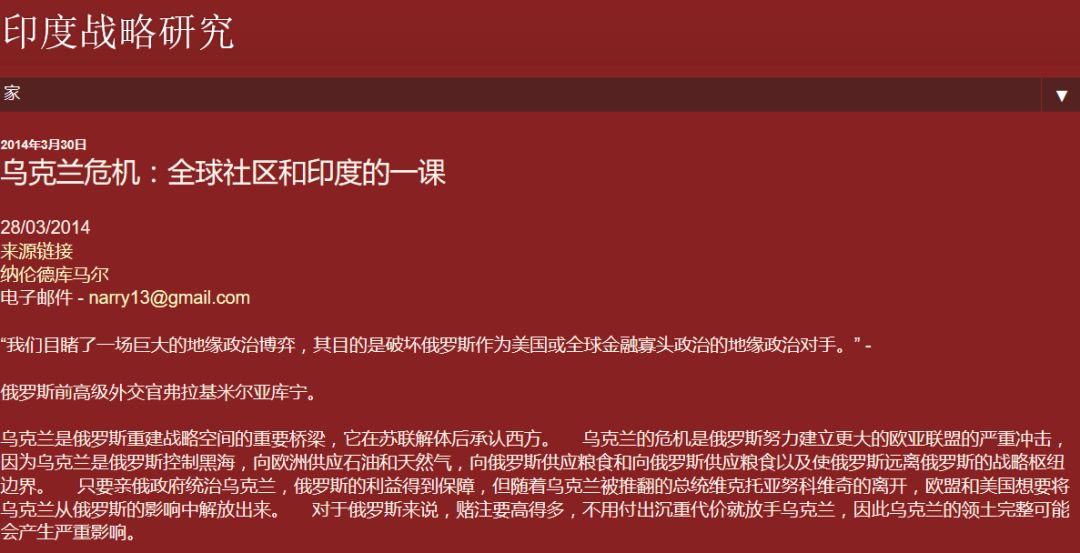 印度战略研究
家 ▼
2014年3月30日
乌克兰危机：全球社区和印度的一课
28/03/2014
来源链接
纳伦德库马尔
电子邮件 - narry13@gmail.com
“我们目睹了一场巨大的地缘政治博弈，其目的是破坏俄罗斯作为美国或全球金融寡头政治的地缘政治对手。” -
俄罗斯前高级外交官弗拉基米尔亚库宁。
乌克兰是俄罗斯重建战略空间的重要桥梁，它在苏联解体后承认西方。 乌克兰的危机是俄罗斯努力建立更大的欧亚联盟的严重冲击，
因为乌克兰是俄罗斯控制黑海，向欧洲供应石油和天然气，向俄罗斯供应粮食和向俄罗斯供应粮食以及使俄罗斯远离俄罗斯的战略枢纽
边界。 只要亲俄政府统治乌克兰，俄罗斯的利益得到保障，但随着乌克兰被推翻的总统维克托亚努科维奇的离开，欧盟和美国想要将
乌克兰从俄罗斯的影响中解放出来。 对于俄罗斯来说，赌注要高得多，不用付出沉重代价就放手乌克兰，因此乌克兰的领土完整可能
会产生严重影响。